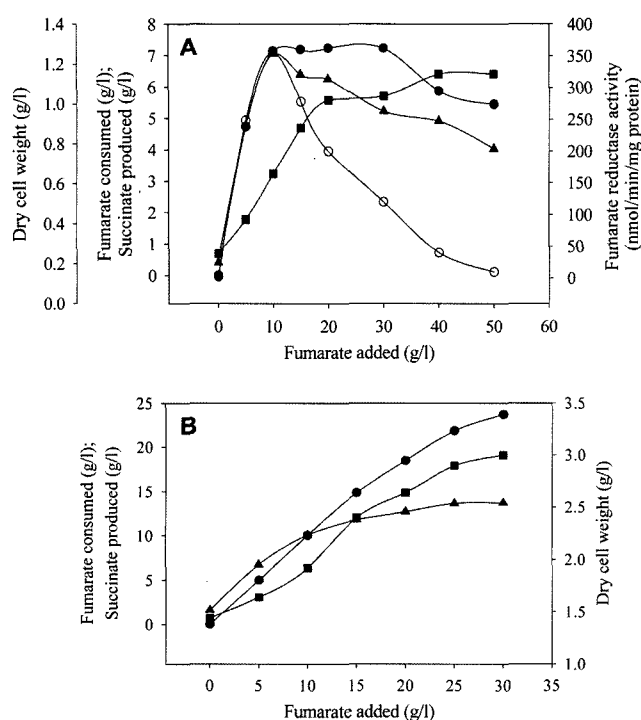 A
Dry cell weight (g/l)
1.4
1.2
1.0
0.8
0.6
0.4
0.2
0.0
Fumarate consumed (g/l);
Succinate produced (g/l)
8
7
6
5
4
3
2
1
0
400
350
300
250
200
150
100
50
0
Fumarate reductase activity
(nmol/min/mg protein)
0 10 20 30 40 50 60
Fumarate added (g/l)
B
Fumarate consumed (g/l);
Succinate produced (g/l)
25
20
15
10
5
0
3.5
3.0
2.5
2.0
1.5
1.0
Dry cell weight (g/l)
0 5 10 15 20 25 30 35
Fumarate added (g/l)